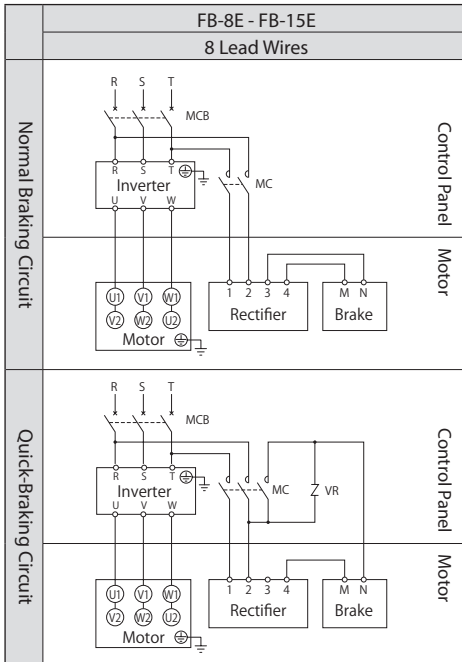 FB-8E - FB-15E
8 Lead Wires
Normal Braking Circuit
R S T
MCB
R S T
Inverter
U V W
MC
Control Panel
Motor
U1 V1 W1
V2 W2 U2
Motor
1 2 3 4
Rectifier
M N
Brake
Quick-Braking Circuit
R S T
MCB
R S T
Inverter
U V W
MC
VR
Control Panel
Motor
U1 V1 W1
V2 W2 U2
Motor
1 2 3 4
Rectifier
M N
Brake